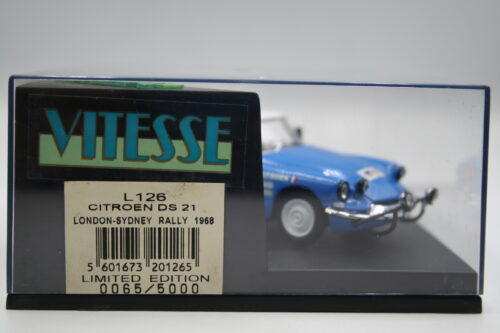 VITESSE
L126
CITROEN DS 21
LONDON-SYDNEY RALLY 1968
5 601673 201265
LIMITED EDITION
0065/5000